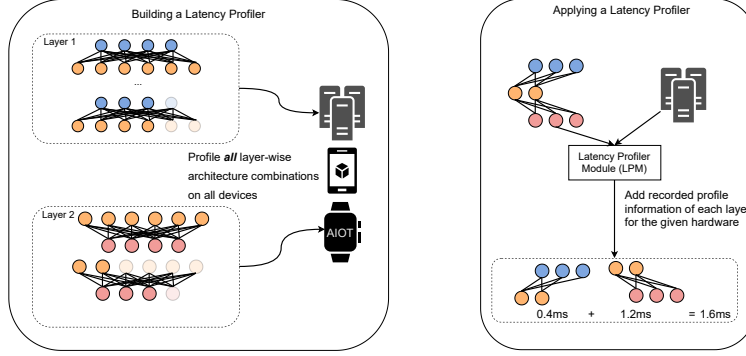 Building a Latency Profiler
Layer 1
...
Profile all layer-wise
architecture combinations
on all devices
Layer 2
AIOT
Applying a Latency Profiler
Latency Profiler
Module (LPM)
Add recorded profile
information of each laye
for the given hardware
0.4ms + 1.2ms = 1.6ms